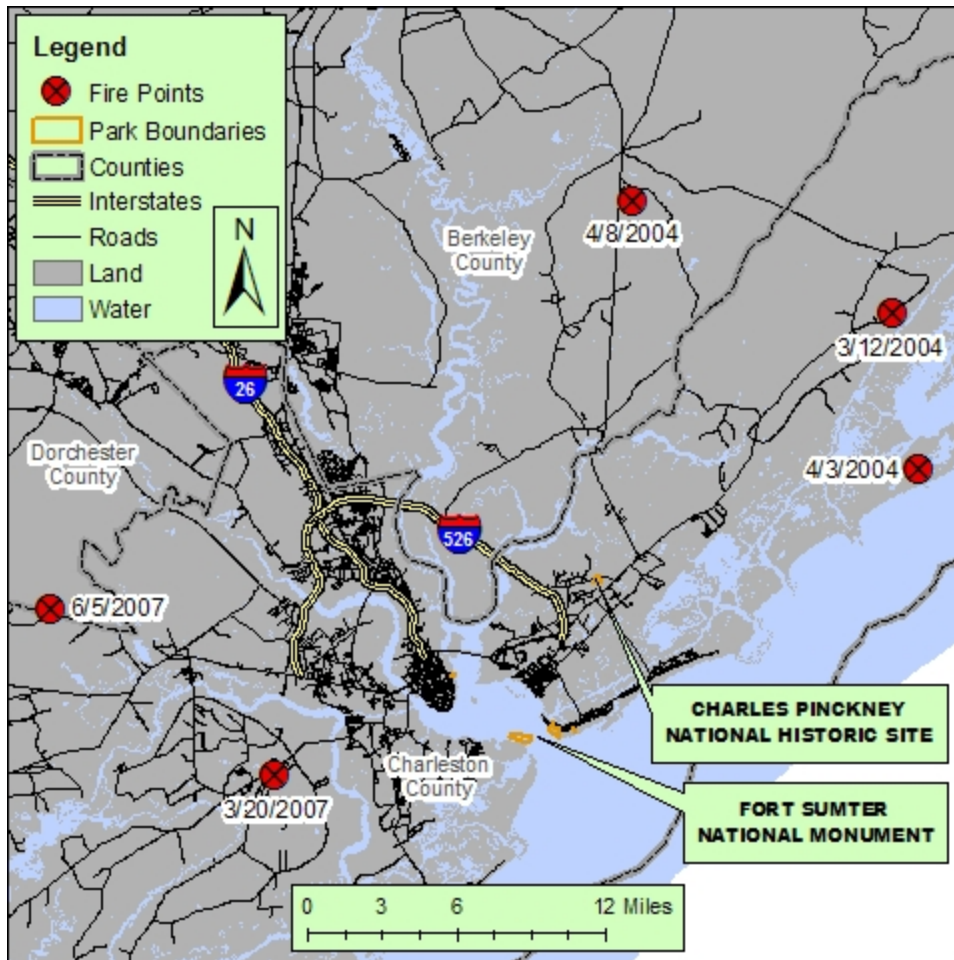 Legend
Fire Points
Park Boundaries
Counties
Interstates
Roads
Land
Water
N
Berkeley
County
4/8/2004
3/12/2004
26
Dorchester
County
4/3/2004
526
6/5/2007
CHARLES PINCKNEY
NATIONAL HISTORIC SITE
Charleston
County
3/20/2007
FORT SUMTER
NATIONAL MONUMENT
0 3 6 12 Miles